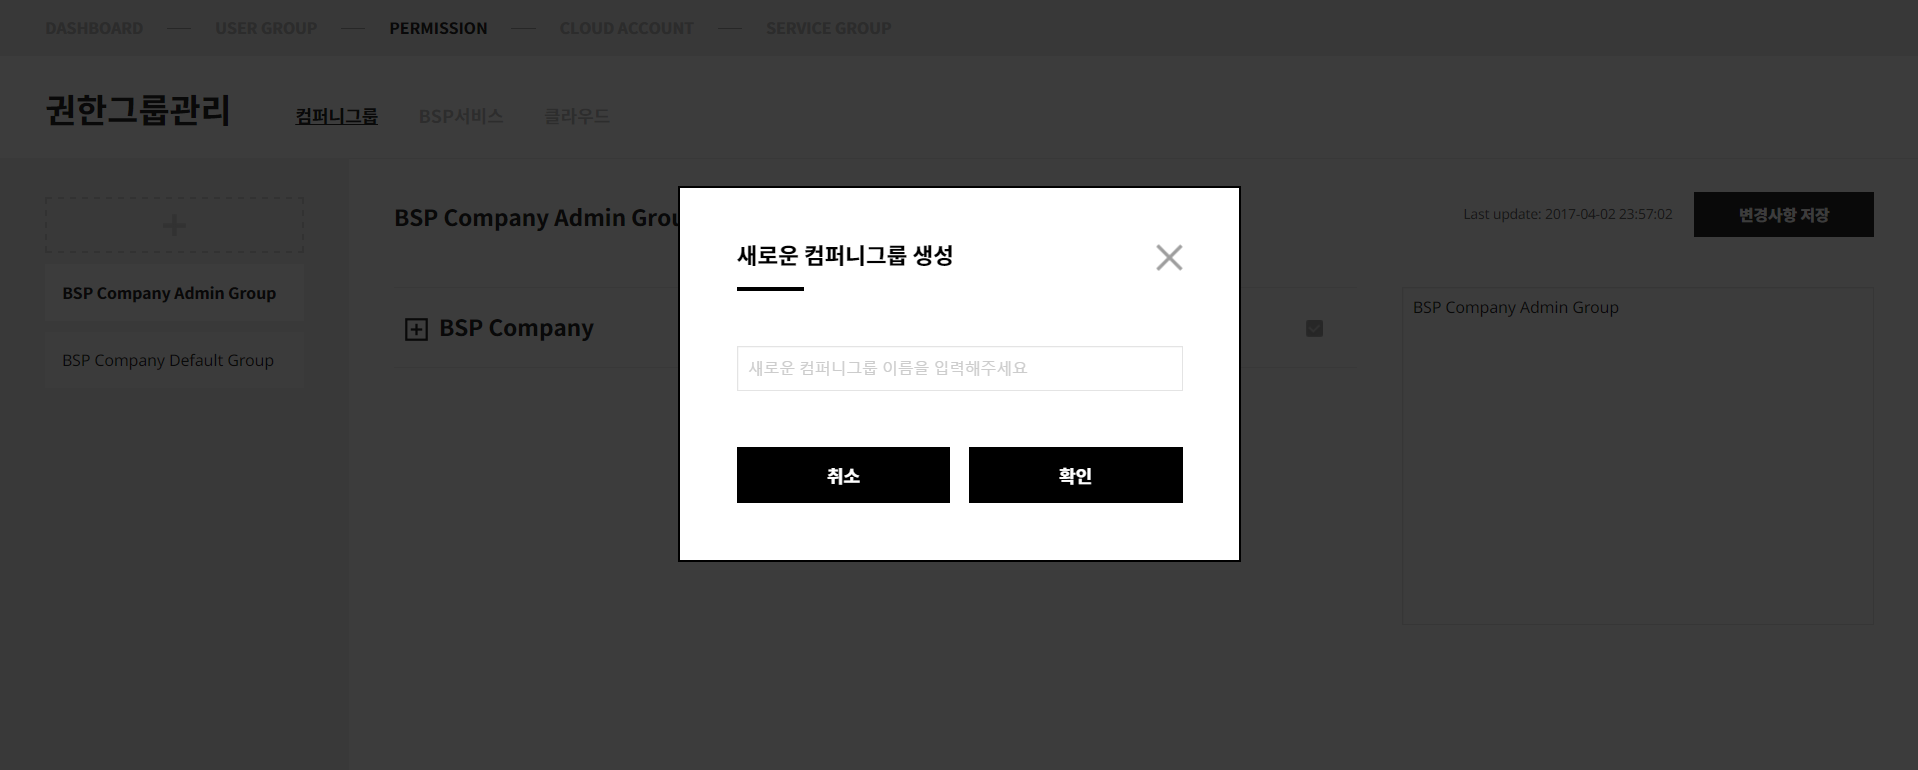 DASHBOARD USER GROUP PERMISSION CLOUD ACCOUNT SERVICE GROUP
권한그룹관리 컴퍼니그룹 BSP서비스 클라우드
BSP Company Admin Group
BSP Company Default Group
BSP Company Admin Grou
Last update: 2017-04-02 23:57:02 변경사항 저장
BSP Company
BSP Company Admin Group
새로운 컴퍼니그룹 생성
새로운 컴퍼니그룹 이름을 입력해주세요
취소 확인